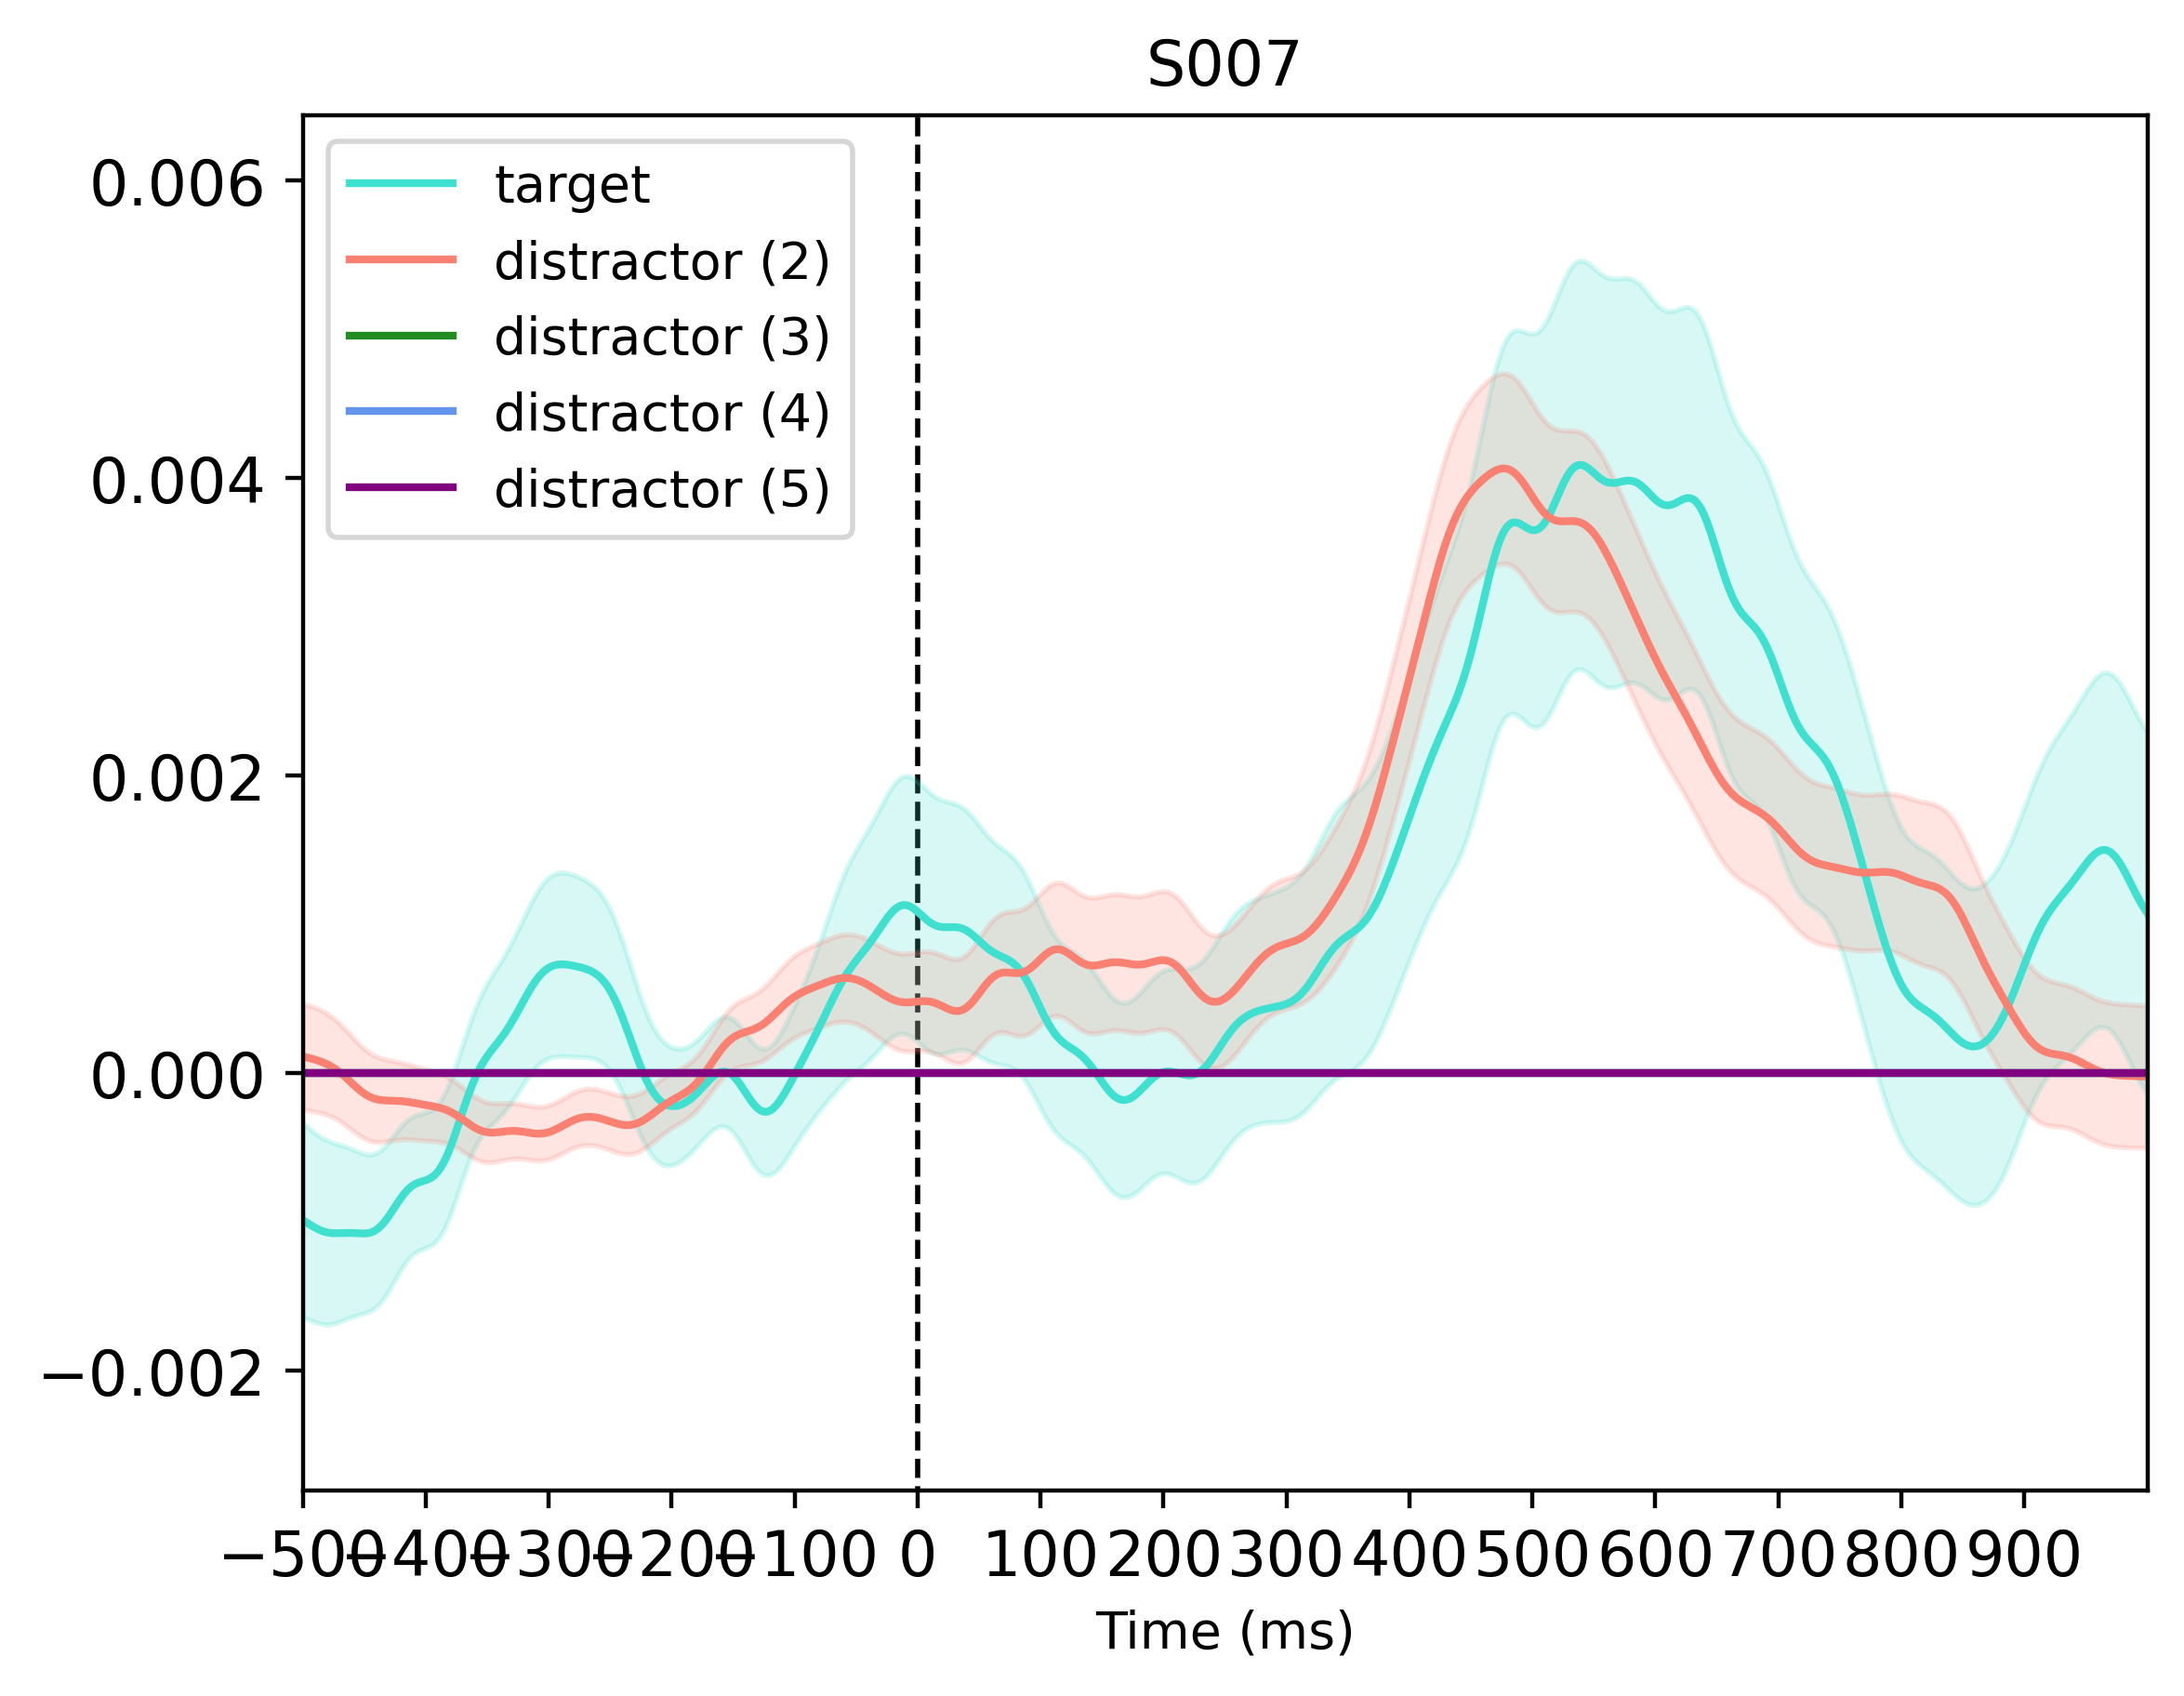 S007
target
distractor (2)
distractor (3)
distractor (4)
distractor (5)
0.006
0.004
0.002
0.000
−0.002
−500 −400 −300 −200 −100 0 100 200 300 400 500 600 700 800 900
Time (ms)